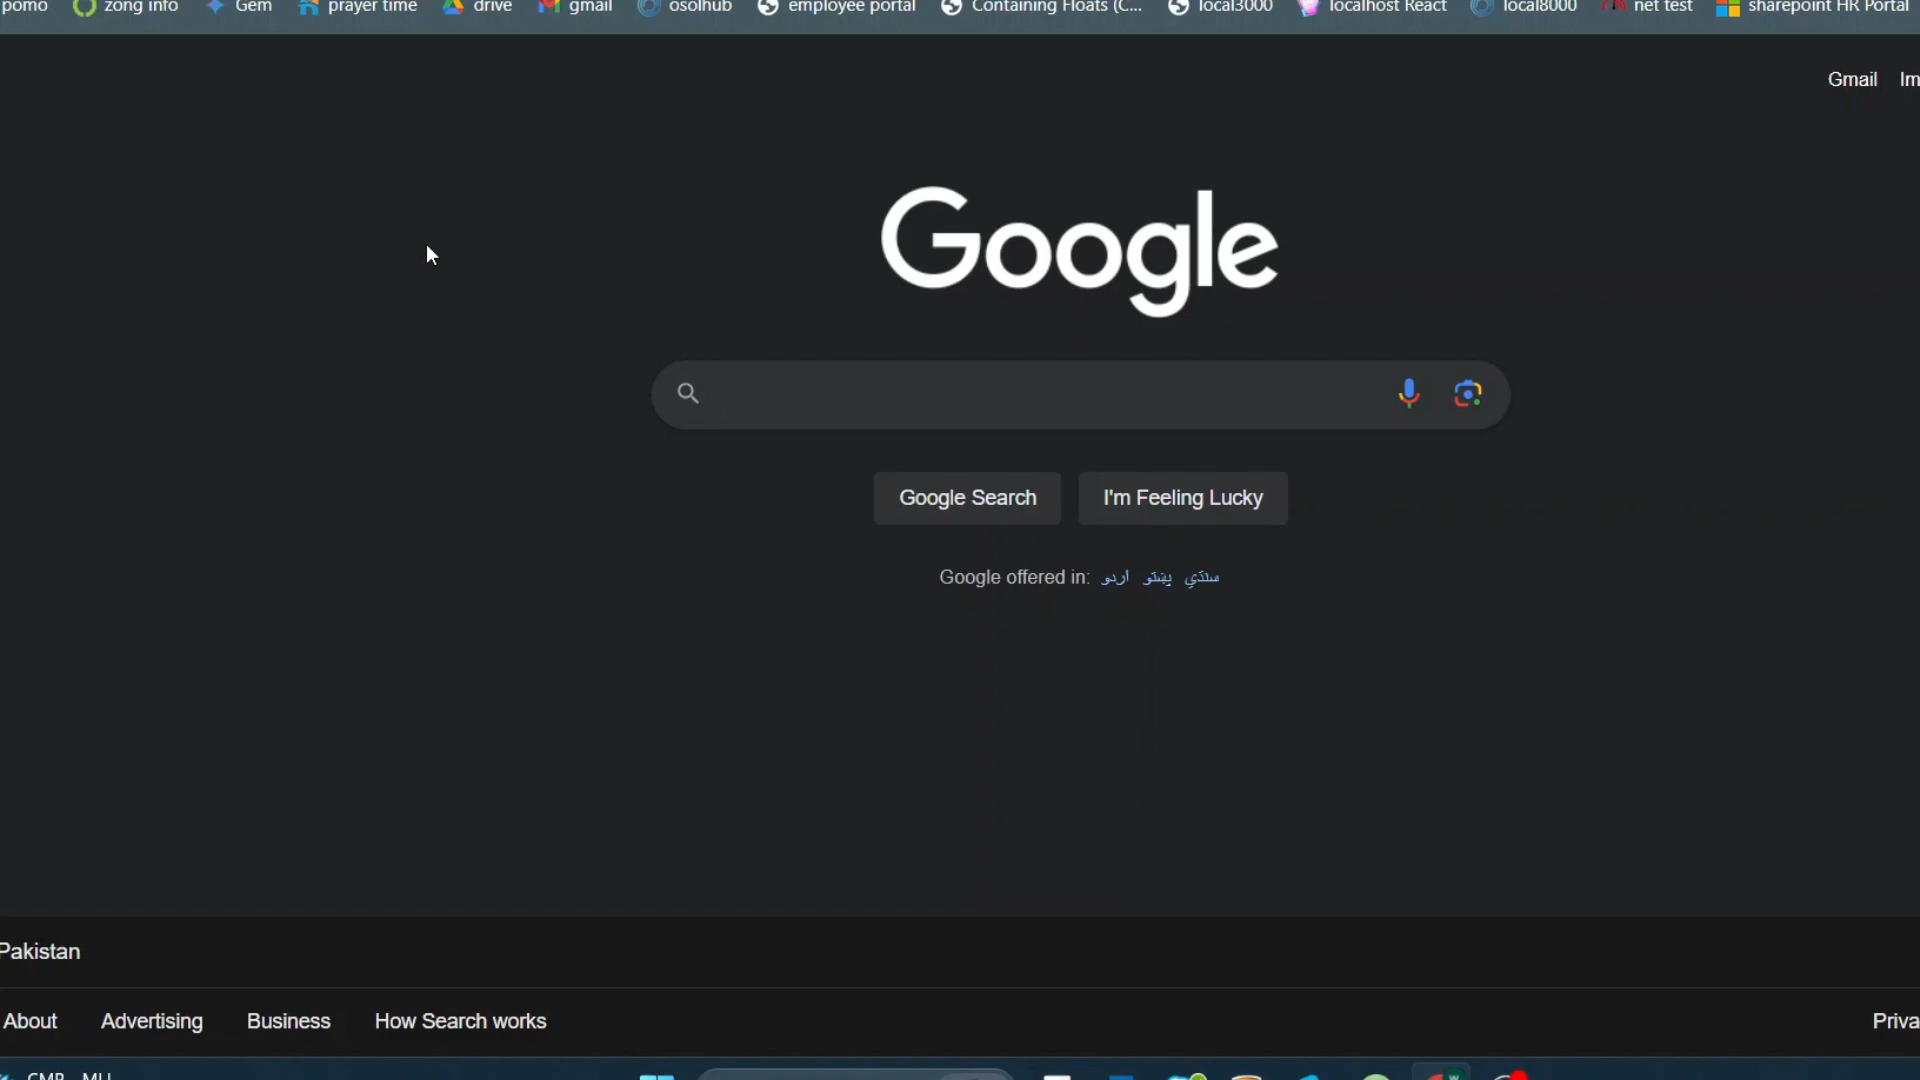 pomo zong info Gem prayer time drive gmail osolhub employee portal Containing Floats (C... local3000 localhost React local8000 net test sharepoint HR Portal
Gmail Im
Google
Google Search I'm Feeling Lucky
Google offered in: اردو پښتو سنڌي
Pakistan
About Advertising Business How Search works Priva